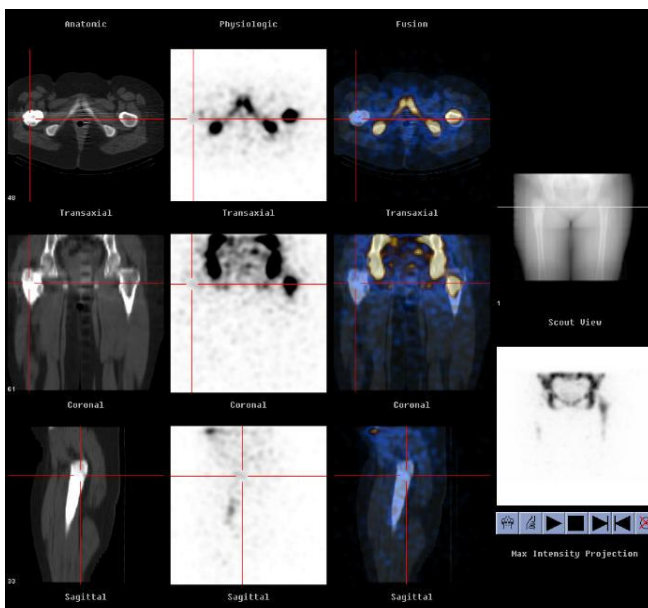 Anatomic Physiologic Fusion
48
Transaxial Transaxial Transaxial
1
Scout View
61
Coronal Coronal Coronal
33
Max Intensity Projection
Sagittal Sagittal Sagittal